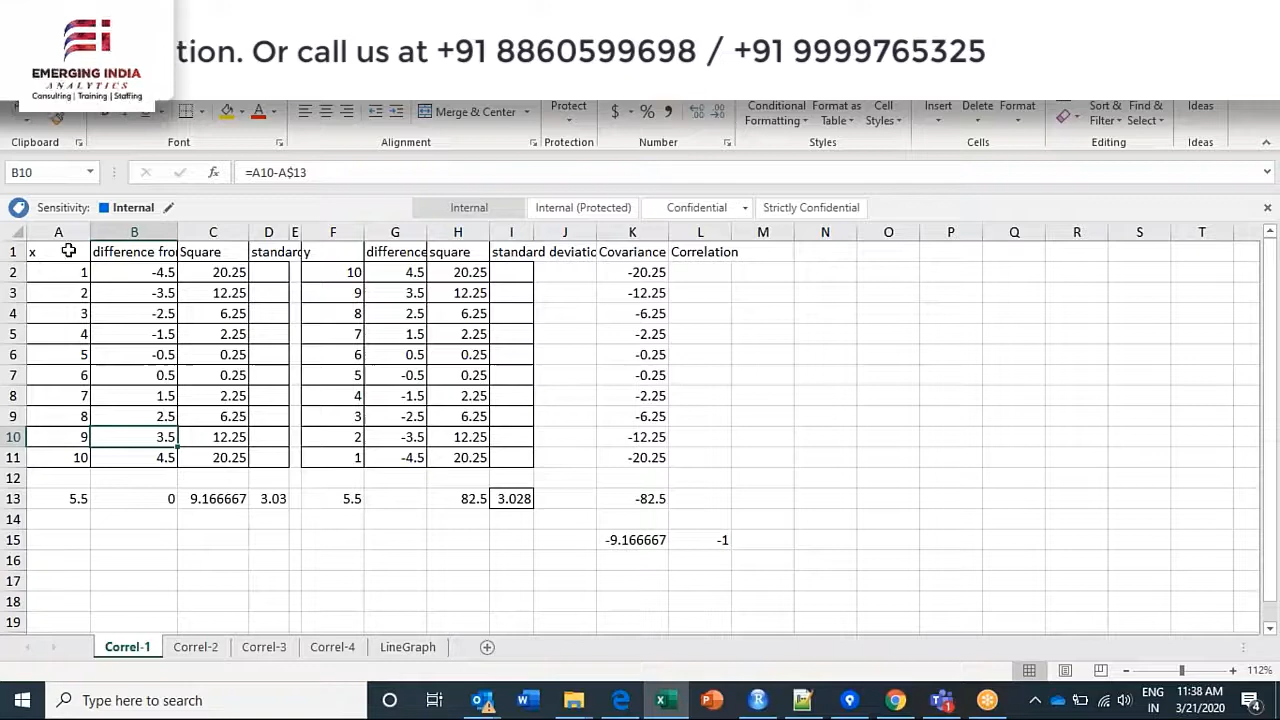 tion. Or call us at +91 8860599698 / +91 9999765325
EMERGING INDIA
ANALYTICS
Consulting | Training | Staffing
Merge & Center
Protect
$ % 9
Conditional Formatting
Format as Table
Cell Styles
Insert Delete Format
Sort & Filter
Find & Select
Ideas
Clipboard Font Alignment Protection Number Styles Cells Editing Ideas
B10 fx =A10-A$13
Sensitivity: Internal Internal Internal (Protected) Confidential Strictly Confidential
A B C D E F G H I J K L M N O P Q R S T
1 x difference fro Square standard y difference square standard deviatic Covariance Correlation
2 1 -4.5 20.25 10 4.5 20.25 -20.25
3 2 -3.5 12.25 9 3.5 12.25 -12.25
4 3 -2.5 6.25 8 2.5 6.25 -6.25
5 4 -1.5 2.25 7 1.5 2.25 -2.25
6 5 -0.5 0.25 6 0.5 0.25 -0.25
7 6 0.5 0.25 5 -0.5 0.25 -0.25
8 7 1.5 2.25 4 -1.5 2.25 -2.25
9 8 2.5 6.25 3 -2.5 6.25 -6.25
10 9 3.5 12.25 2 -3.5 12.25 -12.25
11 10 4.5 20.25 1 -4.5 20.25 -20.25
12
13 5.5 0 9.166667 3.03 5.5 82.5 3.028 -82.5
14
15 -9.166667 -1
16
17
18
19
Correl-1 Correl-2 Correl-3 Correl-4 LineGraph
112%
Type here to search
ENG
IN
11:38 AM
3/21/2020